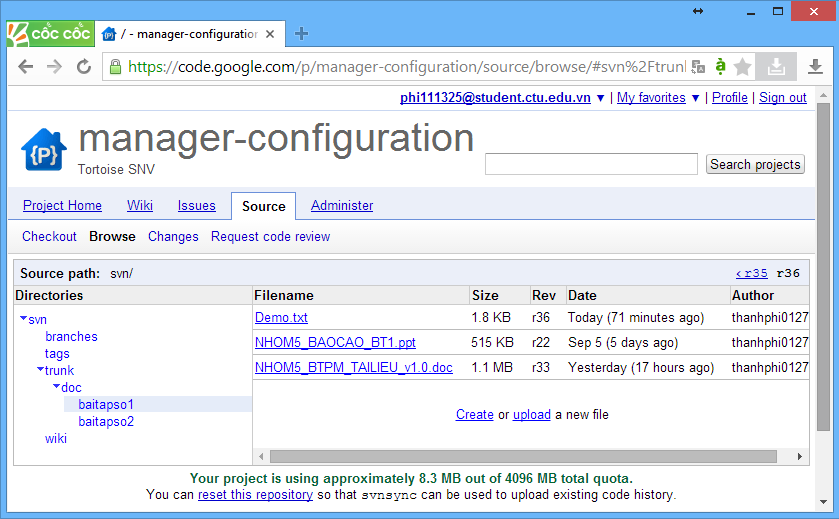 cốc cốc
/ - manager-configuration
https://code.google.com/p/manager-configuration/source/browse/#svn%2Ftrunk
phi111325@student.ctu.edu.vn ▼ | My favorites ▼ | Profile | Sign out
{P}
manager-configuration
Tortoise SNV
Search projects
Project Home Wiki Issues Source Administer
Checkout Browse Changes Request code review
Source path: svn/ <r35 r36
Directories Filename Size Rev Date Author
svn
branches
tags
trunk
doc
baitapso1
baitapso2
wiki
Demo.txt 1.8 KB r36 Today (71 minutes ago) thanhphi0127
NHOM5_BAOCAO_BT1.ppt 515 KB r22 Sep 5 (5 days ago) thanhphi0127
NHOM5_BTPM_TAILIEU_v1.0.doc 1.1 MB r33 Yesterday (17 hours ago) thanhphi0127
Create or upload a new file
Your project is using approximately 8.3 MB out of 4096 MB total quota.
You can reset this repository so that svnsync can be used to upload existing code history.